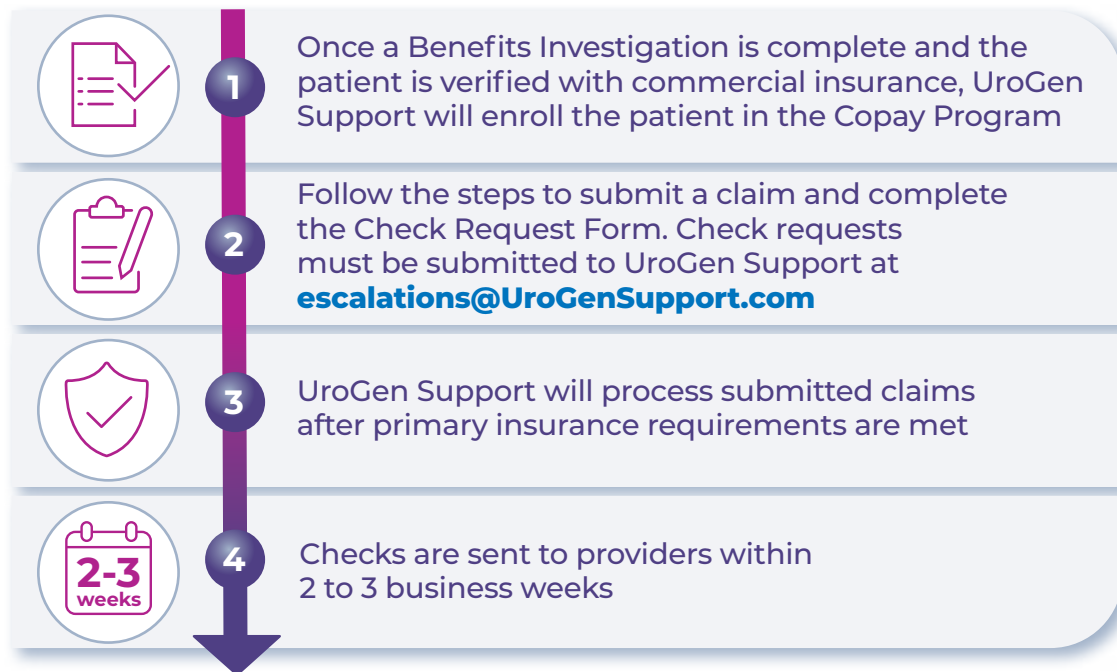 1
Once a Benefits Investigation is complete and the
patient is verified with commercial insurance, UroGen
Support will enroll the patient in the Copay Program
2
Follow the steps to submit a claim and complete
the Check Request Form. Check requests
must be submitted to UroGen Support at
escalations@UroGenSupport.com
3
UroGen Support will process submitted claims
after primary insurance requirements are met
2-3
weeks
4
Checks are sent to providers within
2 to 3 business weeks